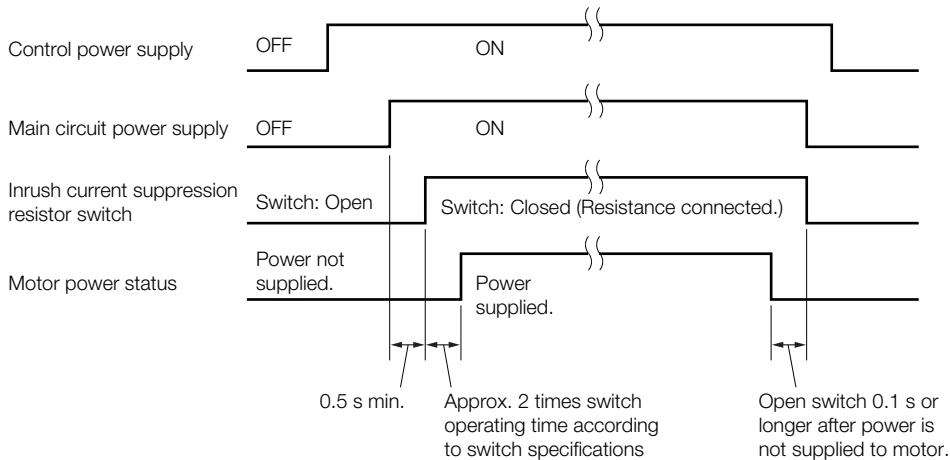 Control power supply
OFF
ON
Main circuit power supply
OFF
ON
Inrush current suppression
resistor switch
Switch: Open
Switch: Closed (Resistance connected.)
Motor power status
Power not
supplied.
Power
supplied.
0.5 s min.
Approx. 2 times switch
operating time according
to switch specifications
Open switch 0.1 s or
longer after power is
not supplied to motor.